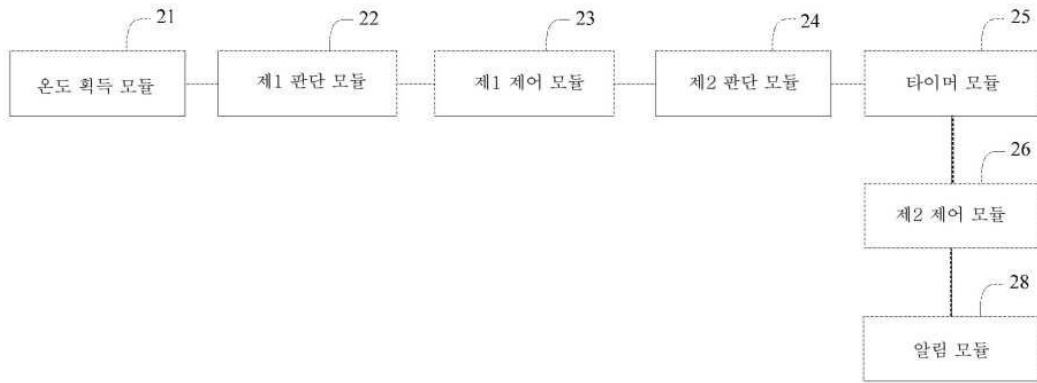 21
22
23
24
25
온도 획득 모듈
제1 판단 모듈
제1 제어 모듈
제2 판단 모듈
타이머 모듈
26
제2 제어 모듈
28
알림 모듈